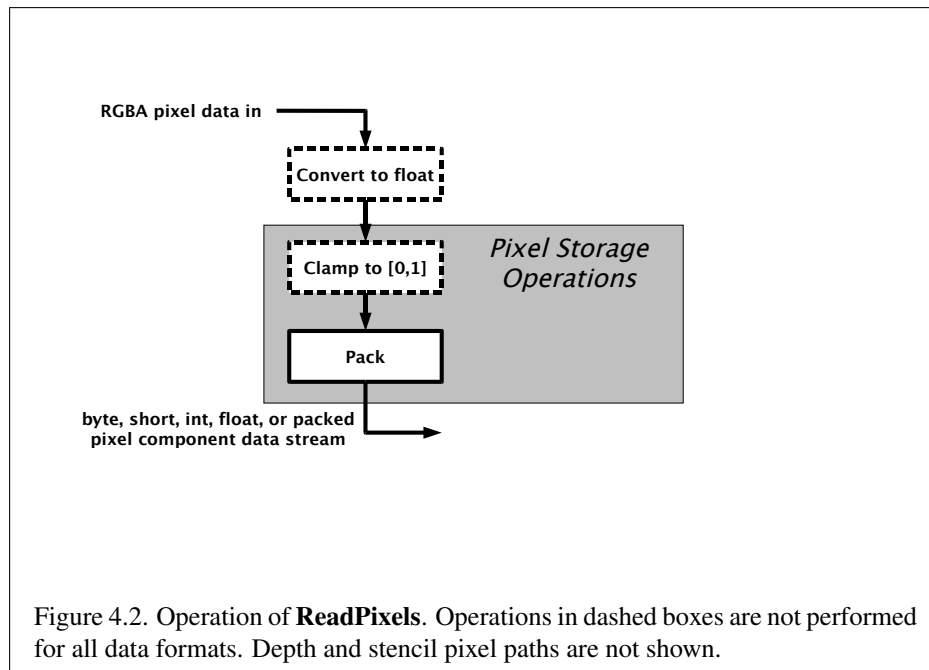 RGBA pixel data in
Convert to float
Pixel Storage
Operations
Clamp to [0,1]
Pack
byte, short, int, float, or packed
pixel component data stream
Figure 4.2. Operation of ReadPixels. Operations in dashed boxes are not performed
for all data formats. Depth and stencil pixel paths are not shown.